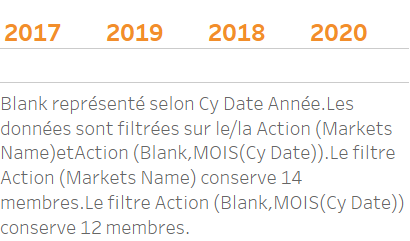 2017 2019 2018 2020
Blank représenté selon Cy Date Année.Les
données sont filtrées sur le/la Action (Markets
Name)etAction (Blank,MOIS(Cy Date)).Le filtre
Action (Markets Name) conserve 14
membres.Le filtre Action (Blank,MOIS(Cy Date))
conserve 12 membres.